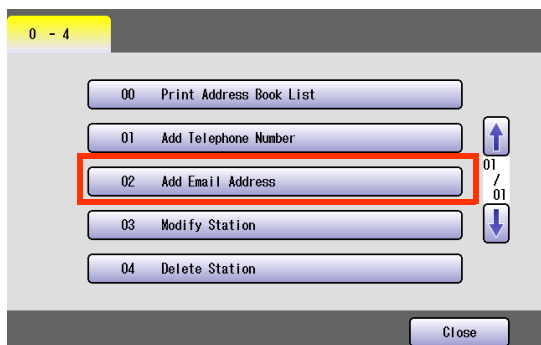 0 - 4
00 Print Address Book List
01 Add Telephone Number
02 Add Email Address
03 Modify Station
04 Delete Station
01
/
01
Close